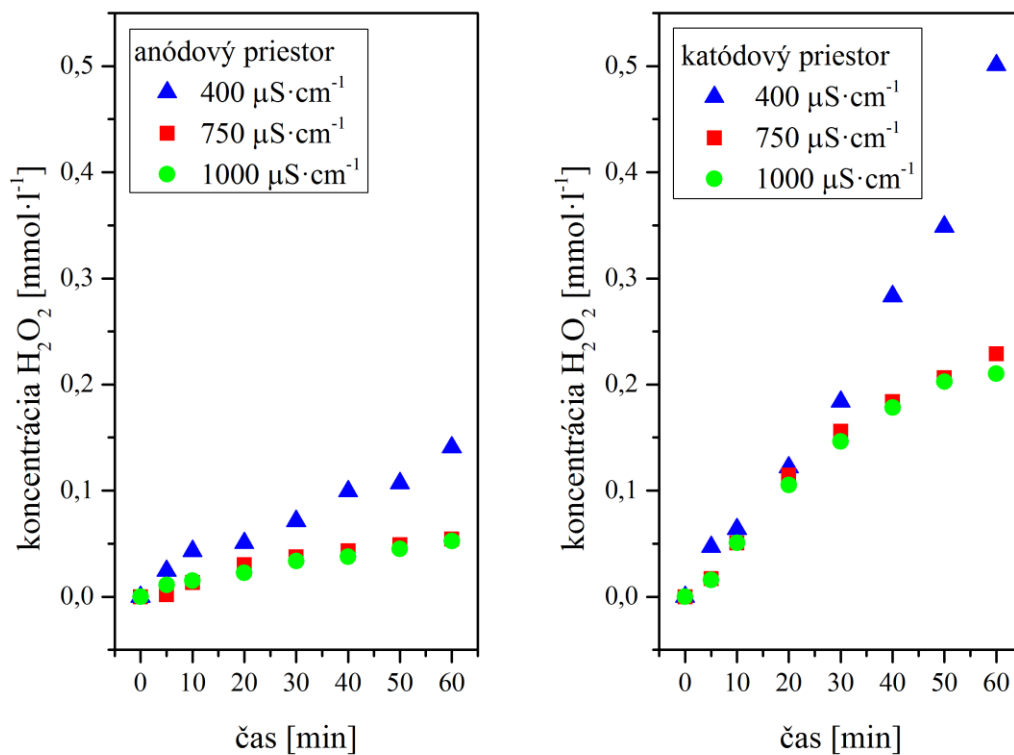 anódový priestor
400 μS·cm⁻¹
750 μS·cm⁻¹
1000 μS·cm⁻¹
koncentrácia H₂O₂ [mmol·l⁻¹]
0,5
0,4
0,3
0,2
0,1
0,0
0 10 20 30 40 50 60
čas [min]
katódový priestor
400 μS·cm⁻¹
750 μS·cm⁻¹
1000 μS·cm⁻¹
koncentrácia H₂O₂ [mmol·l⁻¹]
0,5
0,4
0,3
0,2
0,1
0,0
0 10 20 30 40 50 60
čas [min]